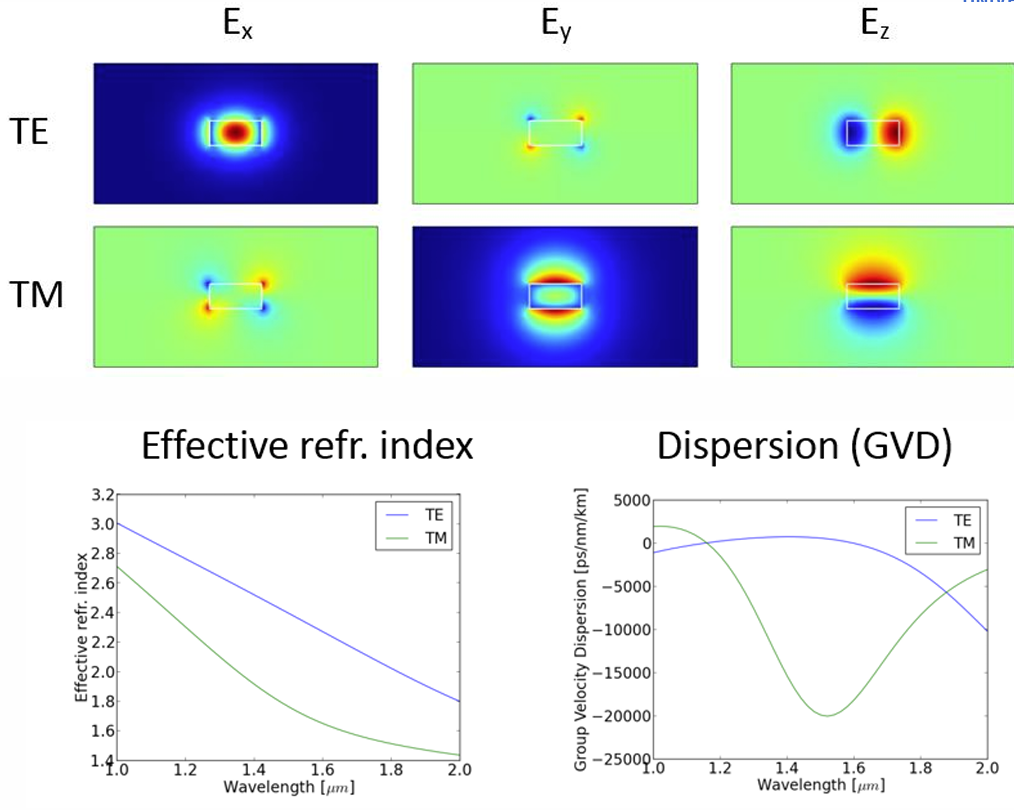 Ex Ey Ez
TE
TM
Effective refr. index
3.2
3.0
2.8
2.6
2.4
2.2
2.0
1.8
1.6
1.4
1.0 1.2 1.4 1.6 1.8 2.0
Effective refr. index
Wavelength [μm]
TE
TM
Dispersion (GVD)
5000
0
−5000
−10000
−15000
−20000
−25000
1.0 1.2 1.4 1.6 1.8 2.0
Group Velocity Dispersion [ps/nm/km]
Wavelength [μm]
TE
TM